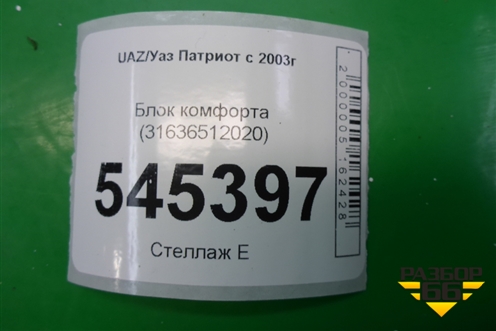 UAZ/Уаз Патриот с 2003г
Блок комфорта
(31636512020)
545397
Стеллаж Е
2000005162428
РАЗБОР
66